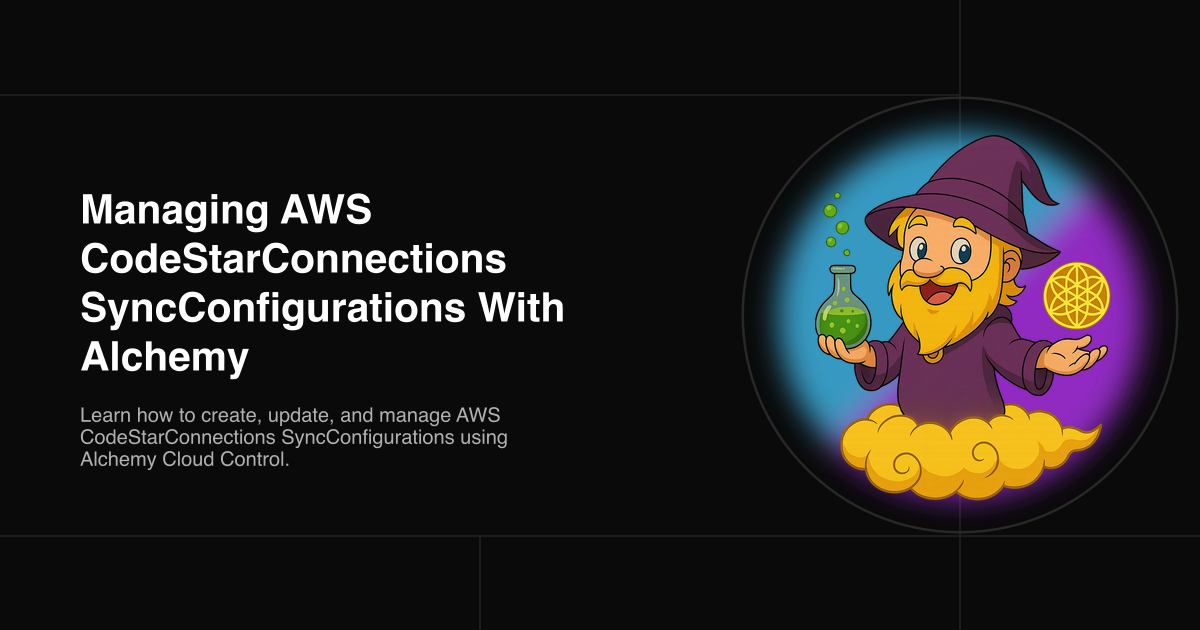 Managing AWS
CodeStarConnections
SyncConfigurations With
Alchemy
Learn how to create, update, and manage AWS
CodeStarConnections SyncConfigurations using
Alchemy Cloud Control.